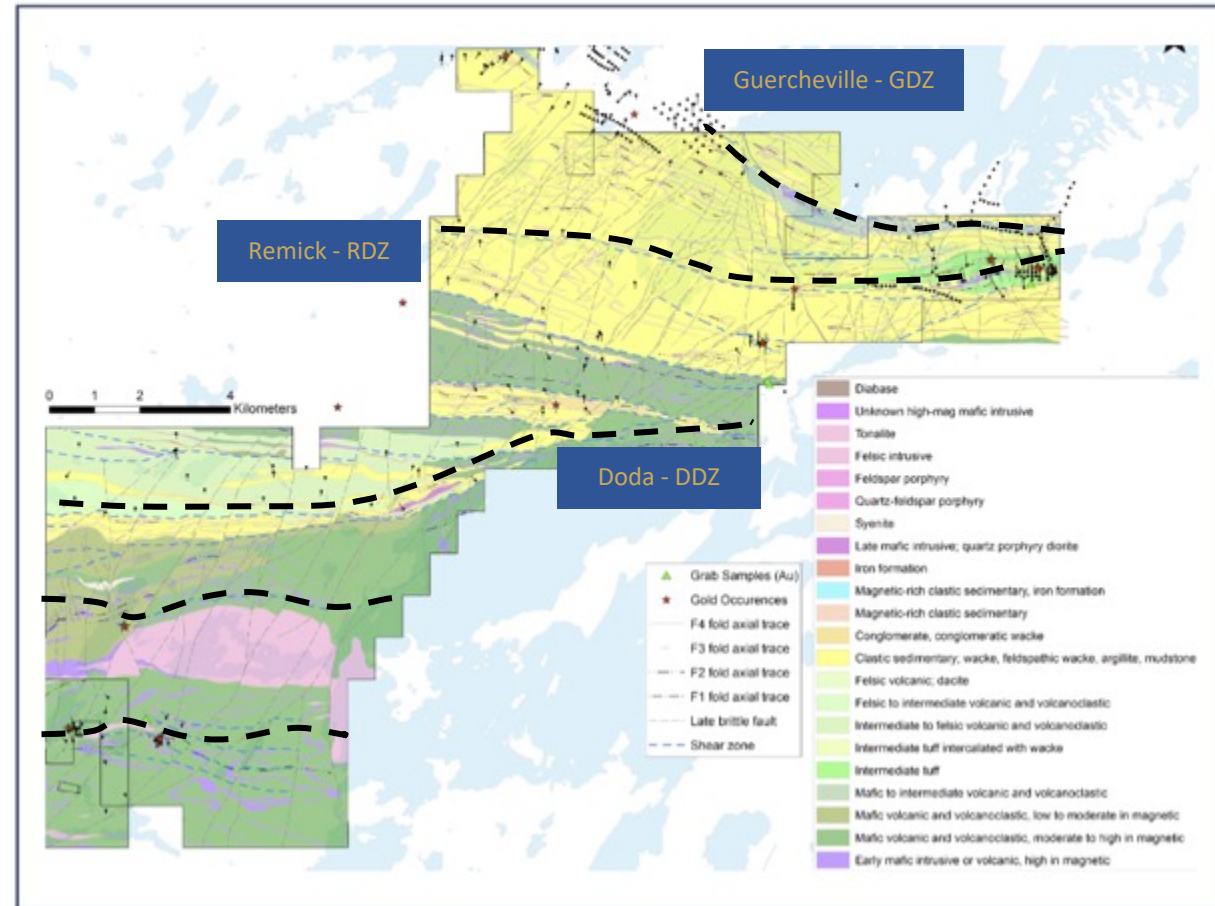 Guercheville - GDZ
Remick - RDZ
Doda - DDZ
0 1 2 4
Kilometers
Diabase
Unknown high-mag mafic intrusive
Tonalite
Felsic intrusive
Feldspar porphyry
Quartz-feldspar porphyry
Syenite
Late mafic intrusive; quartz porphyry diorite
Iron formation
Magnetic-rich clastic sedimentary, iron formation
Magnetic-rich clastic sedimentary
Conglomerate, conglomeratic wacke
Clastic sedimentary; wacke, feldspathic wacke, argillite, mudstone
Felsic volcanic; dacite
Felsic to intermediate volcanic and volcanoclastic
Intermediate to felsic volcanic and volcanoclastic
Intermediate tuff intercalated with wacke
Intermediate tuff
Mafic to intermediate volcanic and volcanoclastic
Mafic volcanic and volcanoclastic, low to moderate in magnetic
Mafic volcanic and volcanoclastic, moderate to high in magnetic
Early mafic intrusive or volcanic, high in magnetic
Grab Samples (Au)
Gold Occurences
F4 fold axial trace
F3 fold axial trace
F2 fold axial trace
F1 fold axial trace
Late brittle fault
Shear zone